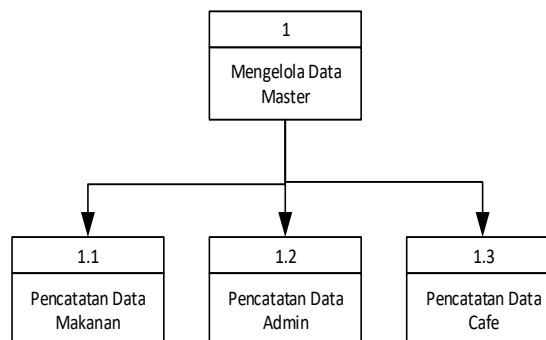 1
Mengelola Data
Master
1.1
Pencatatan Data
Makanan
1.2
Pencatatan Data
Admin
1.3
Pencatatan Data
Cafe